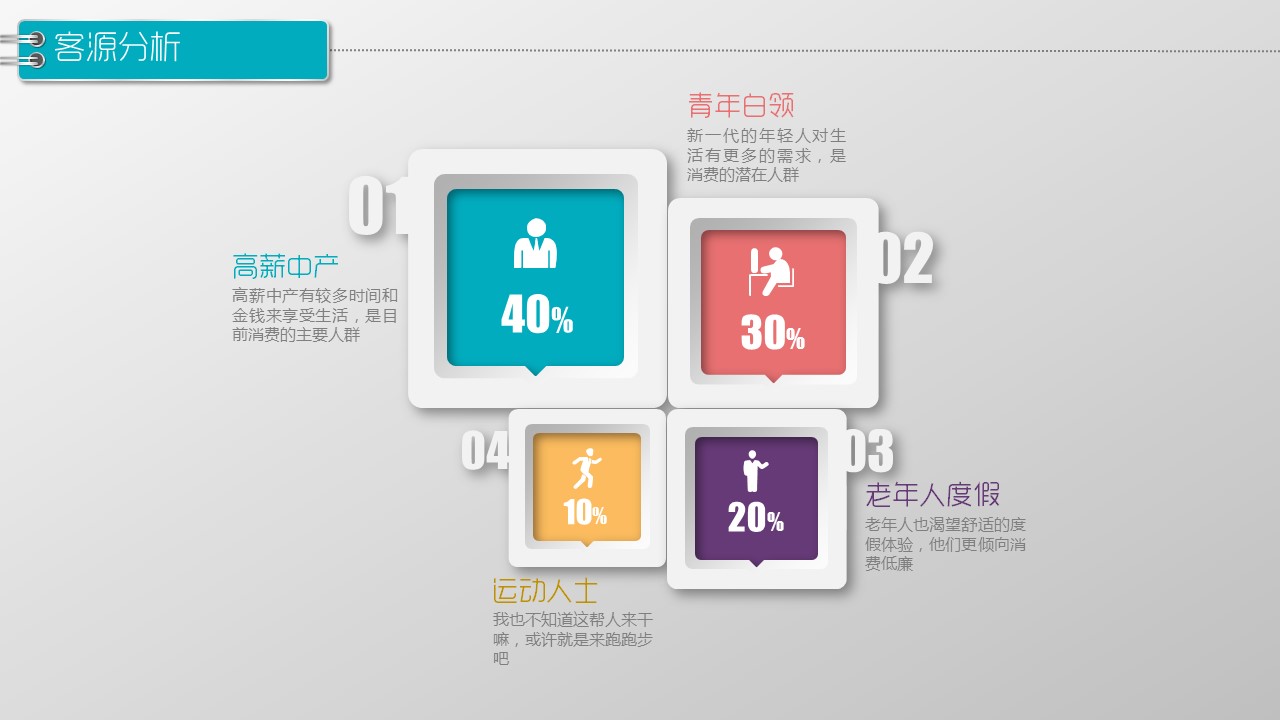 客源分析
01
40%
高薪中产
高薪中产有较多时间和
金钱来享受生活，是目
前消费的主要人群
青年白领
新一代的年轻人对生
活有更多的需求，是
消费的潜在人群
30%
02
04
10%
运动人士
我也不知道这帮人来干
嘛，或许就是来跑跑步
吧
20%
03
老年人度假
老年人也渴望舒适的度
假体验，他们更倾向消
费低廉